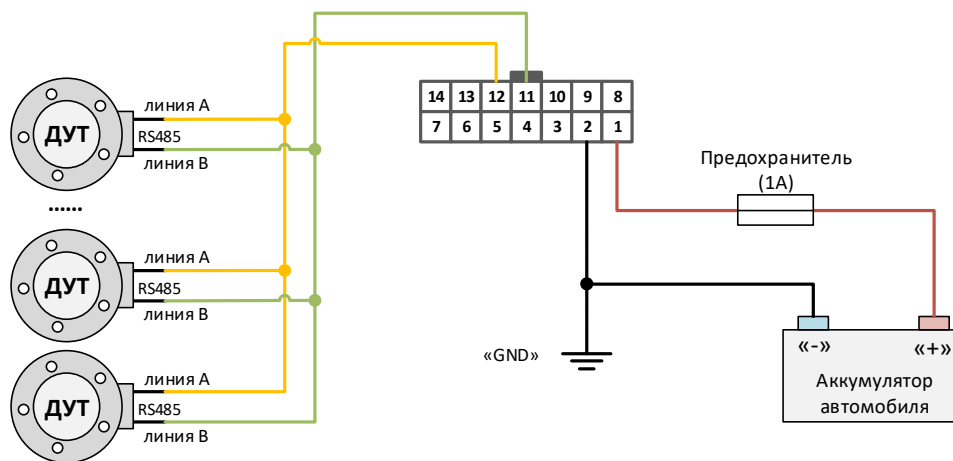 ДУТ
линия А
RS485
линия В
......
ДУТ
линия А
RS485
линия В
ДУТ
линия А
RS485
линия В
14 13 12 11 10 9 8
7 6 5 4 3 2 1
Предохранитель
(1А)
«GND»
«-» «+»
Аккумулятор
автомобиля